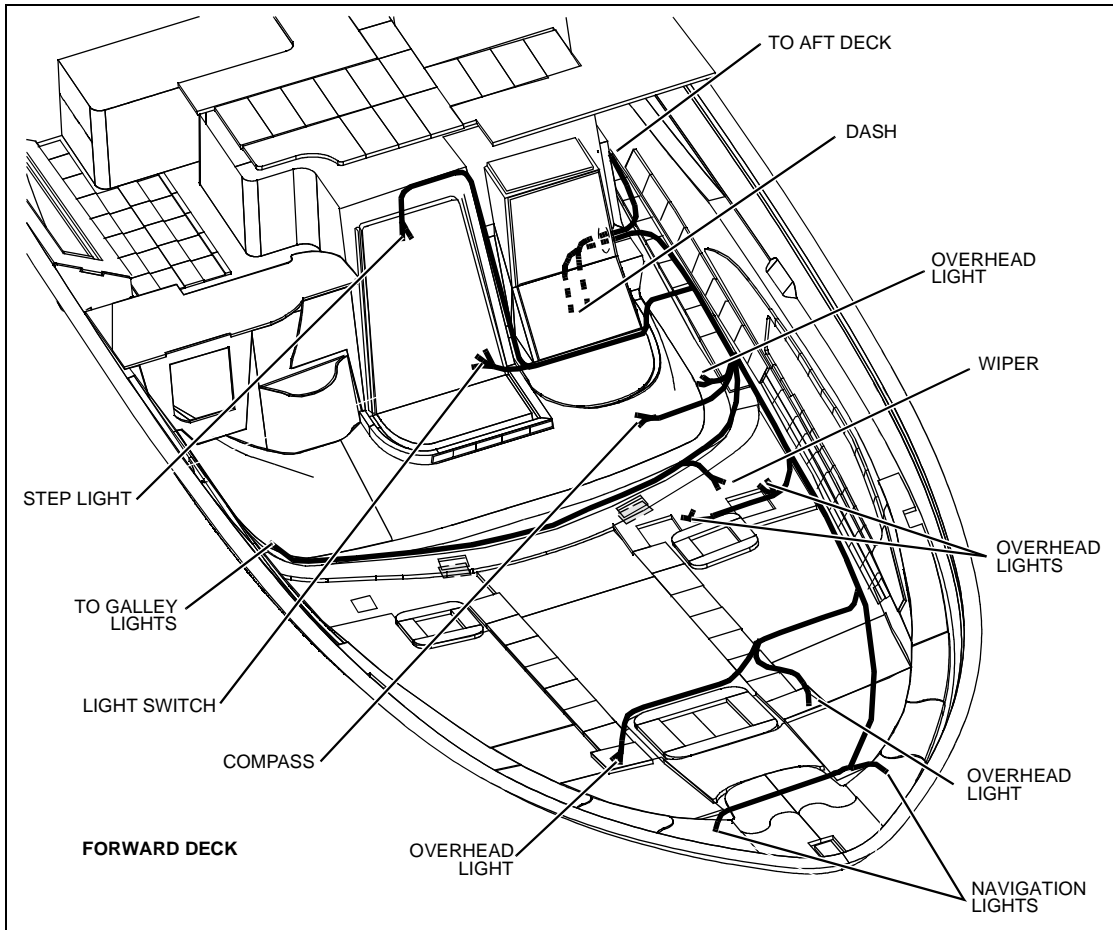 TO AFT DECK
DASH
OVERHEAD
LIGHT
WIPER
STEP LIGHT
OVERHEAD
LIGHTS
TO GALLEY
LIGHTS
LIGHT SWITCH
COMPASS
OVERHEAD
LIGHT
FORWARD DECK
OVERHEAD
LIGHT
NAVIGATION
LIGHTS